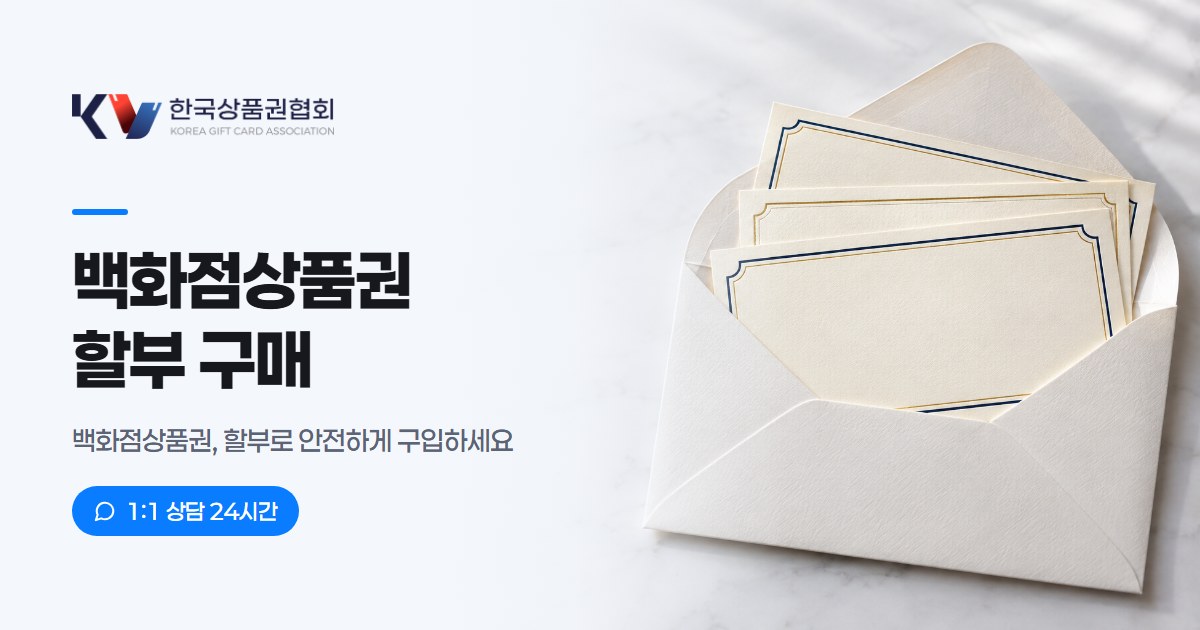 한국상품권협회
KOREA GIFT CARD ASSOCIATION
백화점상품권
할부 구매
백화점상품권, 할부로 안전하게 구입하세요
1:1 상담 24시간